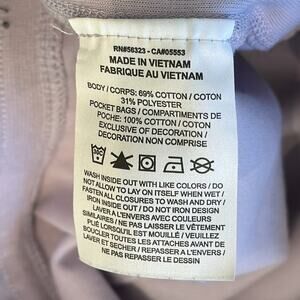 RN#56323 - CA#05553
MADE IN VIETNAM
FABRIQUE AU VIETNAM
BODY / CORPS: 69% COTTON / COTON
31% POLYESTER
POCKET BAGS / COMPARTIMENTS DE
POCHE: 100% COTTON / COTON
EXCLUSIVE OF DECORATION /
DECORATION NON COMPRISE
WASH INSIDE OUT WITH LIKE COLORS / DO
NOT ALLOW TO LAY ON ITSELF WHEN WET /
FASTEN ALL CLOSURES TO WASH AND DRY /
IRON INSIDE OUT / DO NOT IRON DESIGN
LAVER À L'ENVERS AVEC COULEURS
SIMILAIRES / NE PAS LAISSER LE VÊTEMENT
PLIÉ LORSQU'IL EST MOUILLÉ / VEUILLEZ
BOUCLER TOUTES LES ATTACHES AVANT DE
LAVER ET SÉCHER / REPASSER À L'ENVERS /
NE PAS REPASSER LE DESSIN